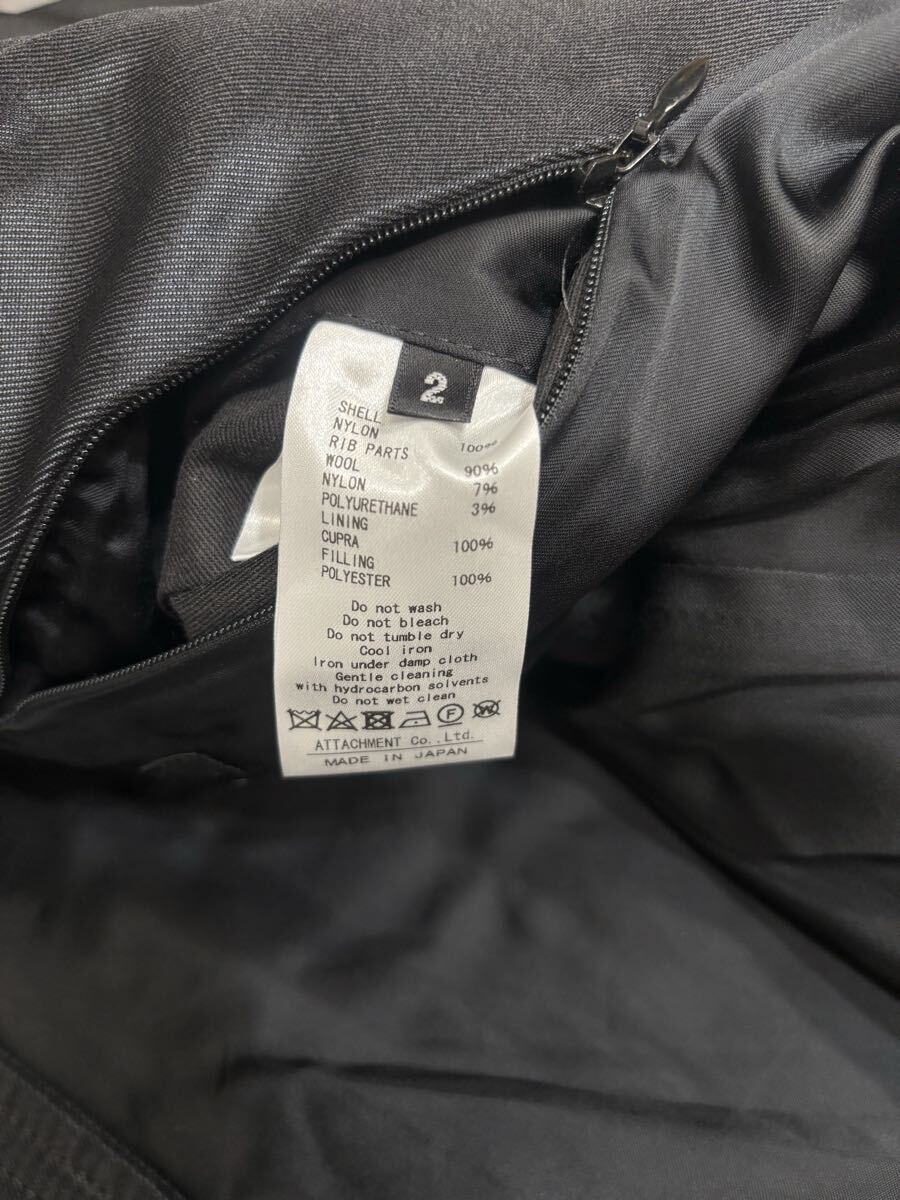 2
SHELL
NYLON 100%
RIB PARTS
WOOL 90%
NYLON 7%
POLYURETHANE 3%
LINING
CUPRA 100%
FILLING
POLYESTER 100%
Do not wash
Do not bleach
Do not tumble dry
Cool iron
Iron under damp cloth
Gentle cleaning
with hydrocarbon solvents
Do not wet clean
F W
ATTACHMENT Co.,Ltd.
MADE IN JAPAN